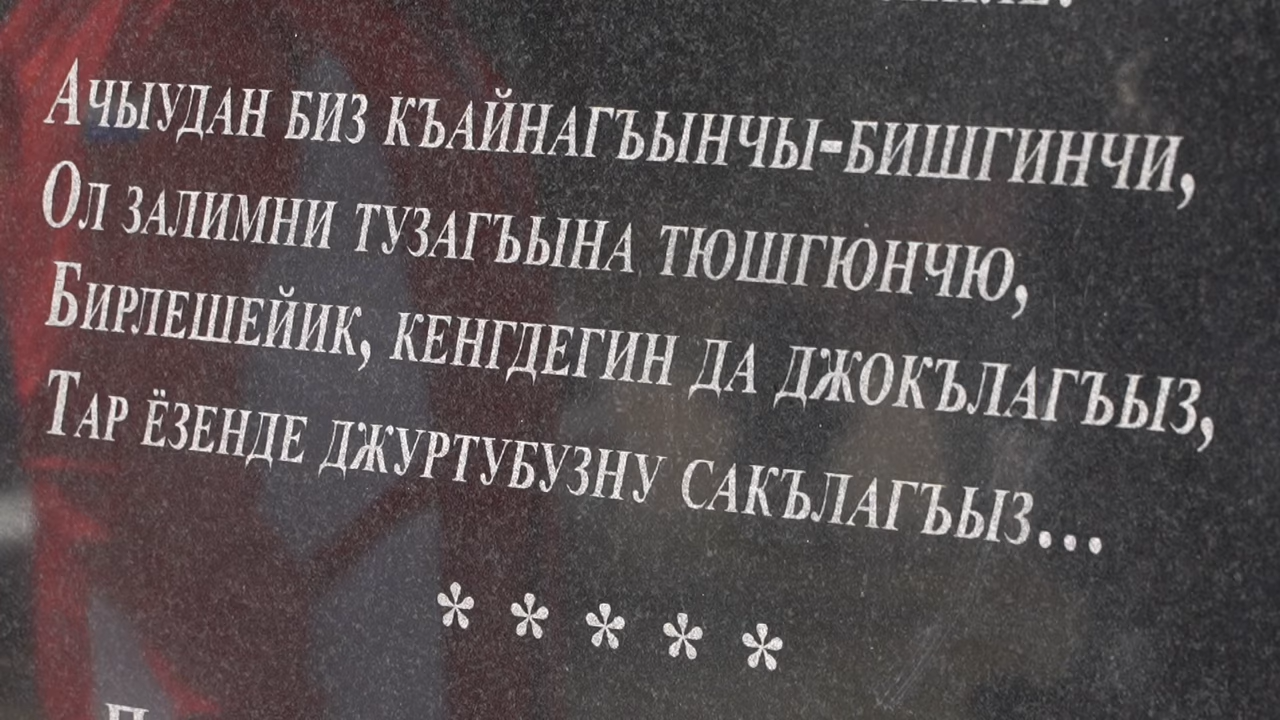 Ачыудан биз къайнагъынчы-бишгинчи,
Ол залимни тузагъына тюшгюнчю,
Бирлешейик, кенгдегин да джокълагъыз,
Тар ёзенде джуртубузну сакълагъыз...
* * * * *